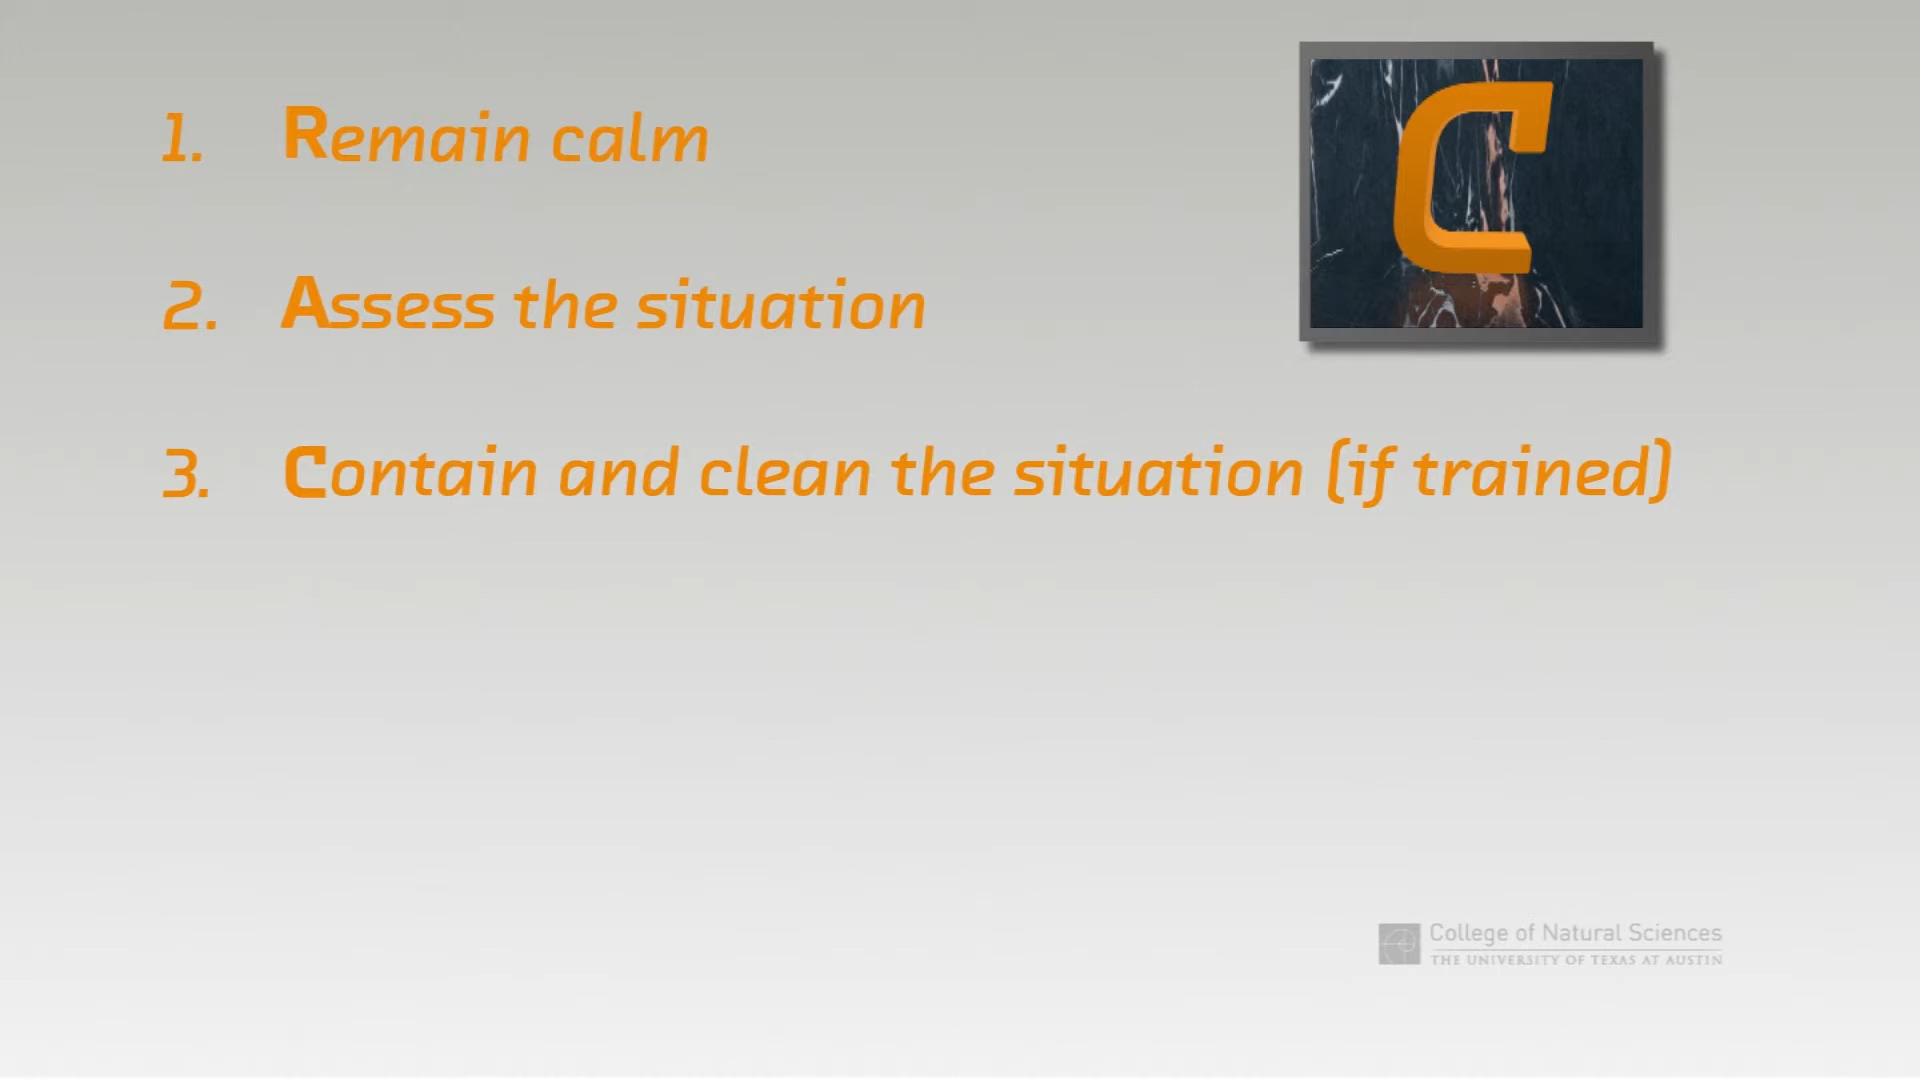 1. Remain calm
C
2. Assess the situation
3. Contain and clean the situation (if trained)
College of Natural Sciences
THE UNIVERSITY OF TEXAS AT AUSTIN